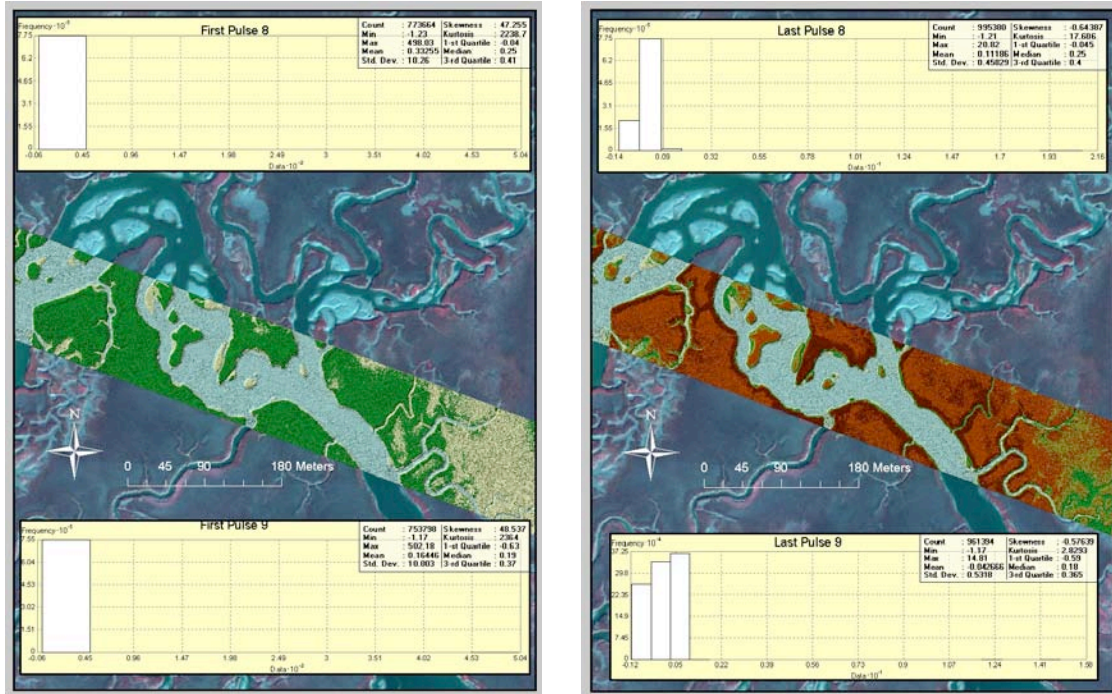 Frequency·10⁻⁵
First Pulse 8
Count : 773664 Skewness : 47.255
Min : -1.23 Kurtosis : 2238.7
Max : 498.03 1-st Quartile : -0.04
Mean : 0.33255 Median : 0.25
Std. Dev. : 10.26 3-rd Quartile : 0.41
7.75
6.2
4.65
3.1
1.55
0
-0.06 0.45 0.96 1.47 1.98 2.49 3 3.51 4.02 4.53 5.04
Data·10⁻²
N
0 45 90 180 Meters
Frequency·10⁻⁵
First Pulse 9
Count : 753798 Skewness : 48.537
Min : -1.17 Kurtosis : 2364
Max : 502.18 1-st Quartile : -0.63
Mean : 0.16446 Median : 0.19
Std. Dev. : 10.003 3-rd Quartile : 0.37
7.55
6.04
4.53
3.02
1.51
0
-0.06 0.45 0.96 1.47 1.98 2.49 3 3.51 4.02 4.53 5.04
Data·10⁻²
Last Pulse 8
Count : 995380 Skewness : -0.64387
Min : -1.21 Kurtosis : 17.606
Max : 20.82 1-st Quartile : -0.045
Mean : 0.11186 Median : 0.25
Std. Dev. : 0.45829 3-rd Quartile : 0.4
7.75
6.2
4.65
3.1
1.55
0
-0.14 0.09 0.32 0.55 0.78 1.01 1.24 1.47 1.7 1.93 2.16
Data·10⁻¹
N
0 45 90 180 Meters
Frequency·10⁻⁴
Last Pulse 9
Count : 961394 Skewness : -0.57639
Min : -1.17 Kurtosis : 2.8293
Max : 14.81 1-st Quartile : -0.59
Mean : -0.042666 Median : 0.18
Std. Dev. : 0.5318 3-rd Quartile : 0.365
37.25
29.8
22.35
14.9
7.45
0
-0.12 0.05 0.22 0.39 0.56 0.73 0.9 1.07 1.24 1.41 1.58
Data·10⁻¹